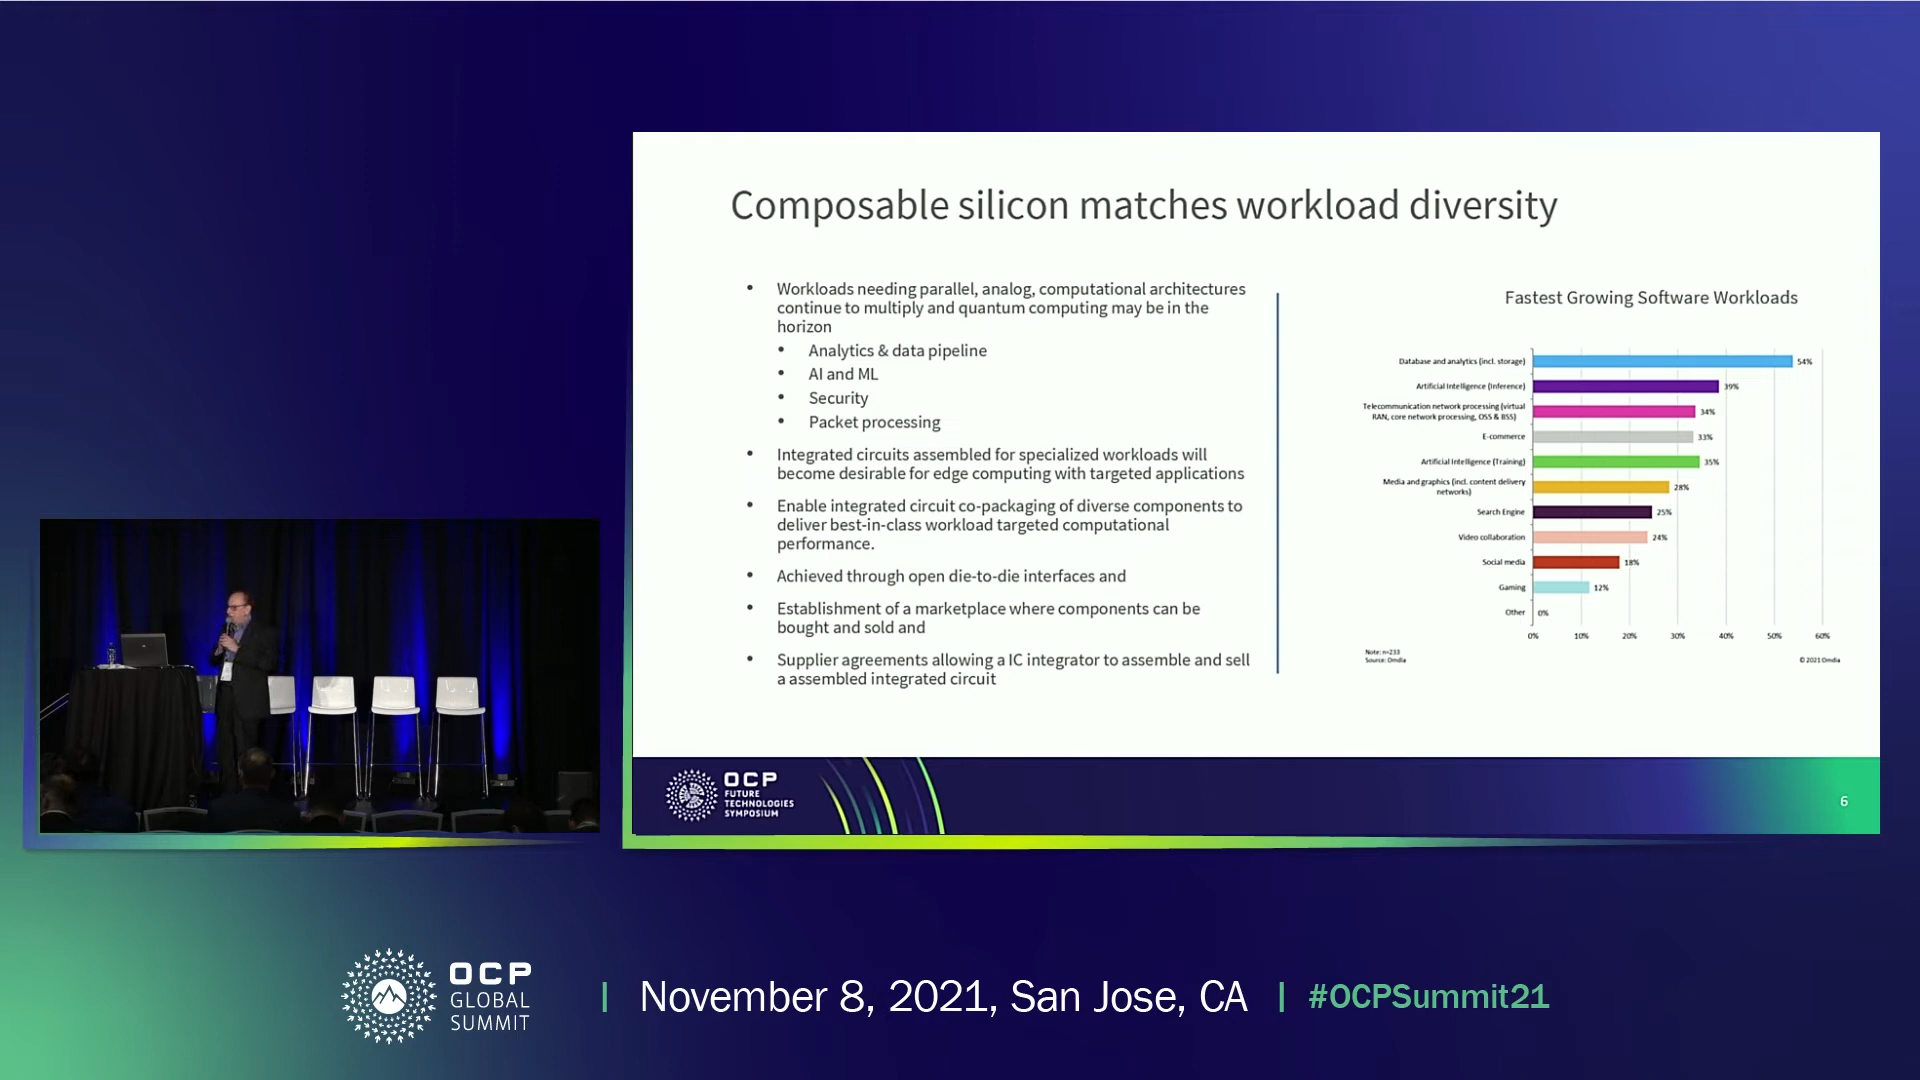 Composable silicon matches workload diversity
• Workloads needing parallel, analog, computational architectures
continue to multiply and quantum computing may be in the
horizon
• Analytics & data pipeline
• AI and ML
• Security
• Packet processing
• Integrated circuits assembled for specialized workloads will
become desirable for edge computing with targeted applications
• Enable integrated circuit co-packaging of diverse components to
deliver best-in-class workload targeted computational
performance.
• Achieved through open die-to-die interfaces and
• Establishment of a marketplace where components can be
bought and sold and
• Supplier agreements allowing a IC integrator to assemble and sell
a assembled integrated circuit
Fastest Growing Software Workloads
Database and analytics (incl. storage) 54%
Artificial Intelligence (Inference) 39%
Telecommunication network processing (virtual
RAN, core network processing, OSS & BSS) 34%
E-commerce 33%
Artificial Intelligence (Training) 35%
Media and graphics (incl. content delivery
networks) 28%
Search Engine 25%
Video collaboration 24%
Social media 18%
Gaming 12%
Other 0%
0% 10% 20% 30% 40% 50% 60%
Note: n=233
Source: Omdia
© 2021 Omdia
OCP
FUTURE
TECHNOLOGIES
SYMPOSIUM
6
OCP
GLOBAL
SUMMIT
| November 8, 2021, San Jose, CA | #OCPSummit21